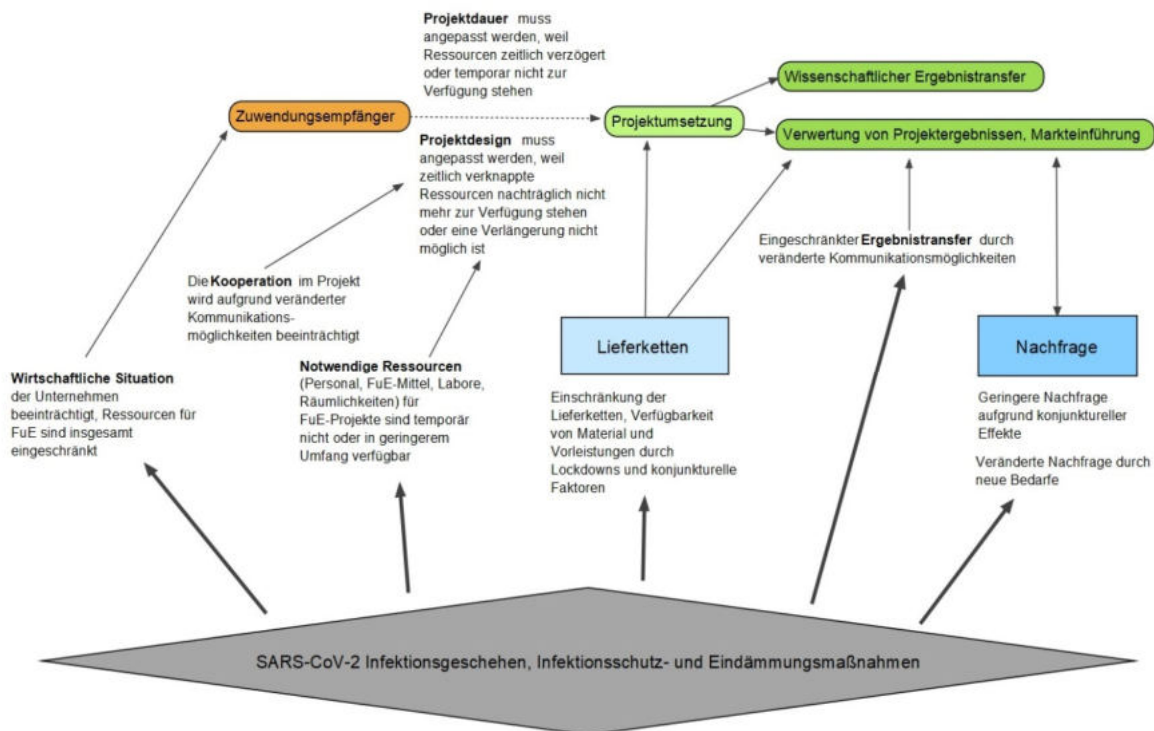 Projektdauer muss
angepasst werden, weil
Ressourcen zeitlich verzögert
oder temporar nicht zur
Verfügung stehen
Wissenschaftlicher Ergebnistransfer
Zuwendungsempfänger
Projektumsetzung
Verwertung von Projektergebnissen, Markteinführung
Projektdesign muss
angepasst werden, weil
zeitlich verknappte
Ressourcen nachträglich nicht
mehr zur Verfügung stehen
oder eine Verlängerung nicht
möglich ist
Eingeschränkter Ergebnistransfer durch
veränderte Kommunikationsmöglichkeiten
Die Kooperation im Projekt
wird aufgrund veränderter
Kommunikations-
möglichkeiten beeinträchtigt
Lieferketten
Nachfrage
Wirtschaftliche Situation
der Unternehmen
beeinträchtigt, Ressourcen für
FuE sind insgesamt
eingeschränkt
Notwendige Ressourcen
(Personal, FuE-Mittel, Labore,
Räumlichkeiten) für
FuE-Projekte sind temporär
nicht oder in geringerem
Umfang verfügbar
Einschränkung der
Lieferketten, Verfügbarkeit
von Material und
Vorleistungen durch
Lockdowns und konjunkturelle
Faktoren
Geringere Nachfrage
aufgrund konjunktureller
Effekte
Veränderte Nachfrage durch
neue Bedarfe
SARS-CoV-2 Infektionsgeschehen, Infektionsschutz- und Eindämmungsmaßnahmen